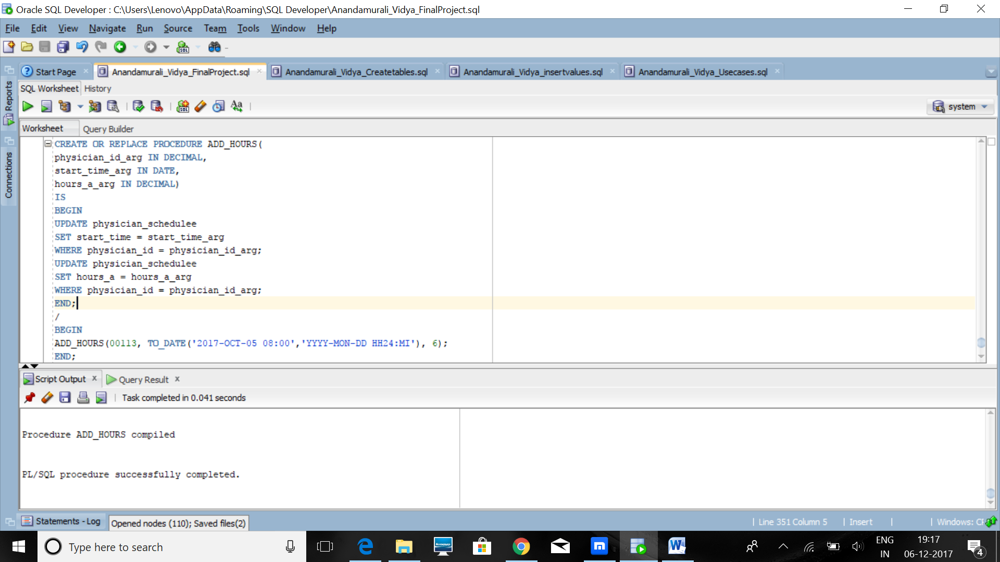 Oracle SQL Developer : C:\Users\Lenovo\AppData\Roaming\SQL Developer\Anandamurali_Vidya_FinalProject.sql
File Edit View Navigate Run Source Team Tools Window Help
Start Page Anandamurali_Vidya_FinalProject.sql Anandamurali_Vidya_Createtables.sql Anandamurali_Vidya_insertvalues.sql Anandamurali_Vidya_Usecases.sql
Reports
Connections
SQL Worksheet History
Aa
system
Worksheet Query Builder
CREATE OR REPLACE PROCEDURE ADD_HOURS(
physician_id_arg IN DECIMAL,
start_time_arg IN DATE,
hours_a_arg IN DECIMAL)
IS
BEGIN
UPDATE physician_schedulee
SET start_time = start_time_arg
WHERE physician_id = physician_id_arg;
UPDATE physician_schedulee
SET hours_a = hours_a_arg
WHERE physician_id = physician_id_arg;
END;
/
BEGIN
ADD_HOURS(00113, TO_DATE('2017-OCT-05 08:00','YYYY-MON-DD HH24:MI'), 6);
END;
Script Output x Query Result x
Task completed in 0.041 seconds
Procedure ADD_HOURS compiled
PL/SQL procedure successfully completed.
Statements - Log Opened nodes (110); Saved files(2)
Line 351 Column 5 Insert Windows:
Type here to search
lenovo
ENG
IN
19:17
06-12-2017
4